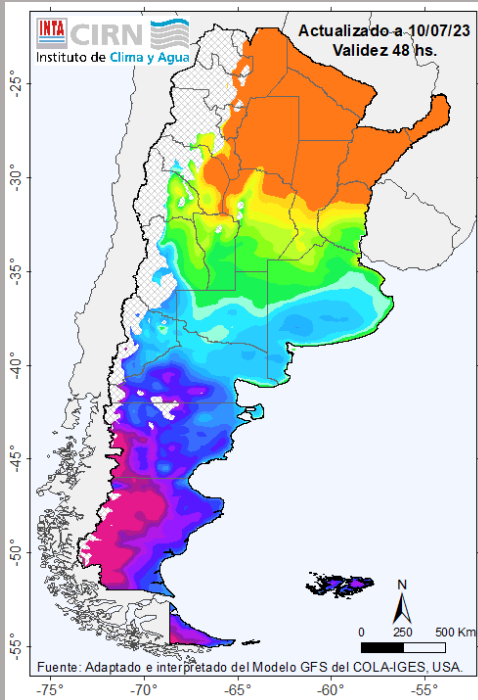 INTA CIRN
Instituto de Clima y Agua
Actualizado a 10/07/23
Validez 48 hs.
-25°
-30°
-35°
-40°
-45°
-50°
-55°
N
0 250 500 Km
Fuente: Adaptado e interpretado del Modelo GFS del COLA-IGES, USA.
-75° -70° -65° -60° -55°